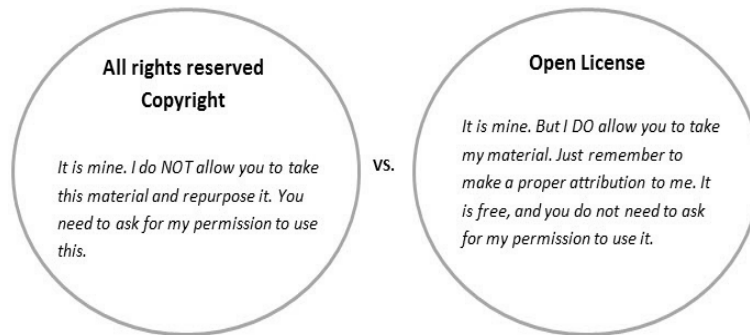 All rights reserved
Copyright
It is mine. I do NOT allow you to take
this material and repurpose it. You
need to ask for my permission to use
this.
vs.
Open License
It is mine. But I DO allow you to take
my material. Just remember to
make a proper attribution to me. It
is free, and you do not need to ask
for my permission to use it.